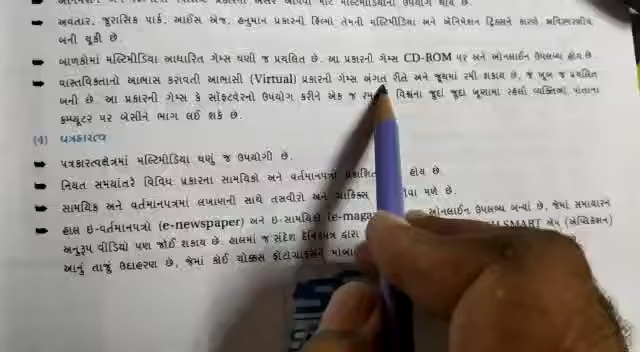 અવતાર, જુરાસિક પાર્ક, આઇસ એજ, હનુમાન પ્રકારની ફિલ્મો તેમની મલ્ટિમીડિયા અને એનિમેશન ટ્રિક્સને કારણે અવિસ્મરણીય
બની ચૂકી છે.
બાળકોમાં મલ્ટિમીડિયા આધારિત ગેમ્સ ઘણી જ પ્રચલિત છે. આ પ્રકારની ગેમ્સ CD-ROM પર અને ઓનલાઈન ઉપલબ્ધ હોય છે
વાસ્તવિકતાનો આભાસ કરાવતી આભાસી (Virtual) પ્રકારની ગેમ્સ અંગત રીતે અને જૂથમાં રમી શકાય છે, જે ખૂબ જ પ્રચલિત
બની છે. આ પ્રકારની ગેમ્સ કે સૉફ્ટવેરનો ઉપયોગ કરીને એક જ વિશ્વના જુદા જુદા ખૂણામાં રહેલી વ્યક્તિઓ પોતાના
કમ્પ્યૂટર પર બેસીને ભાગ લઈ શકે છે.
(4) પત્રકારત્વ
પત્રકારત્વક્ષેત્રમાં મલ્ટિમીડિયા ઘણું જ ઉપયોગી છે.
નિયત સમયાંતરે વિવિધ પ્રકારના સામયિકો અને વર્તમાનપત્રો હોય છે.
સામયિક અને વર્તમાનપત્રમાં લખાણની સાથે તસવીરો અને ગ્રાફિક્સ મળે છે.
હાલ ઇ-વર્તમાનપત્રો (e-newspaper) અને ઇ-સામયિકો ઓનલાઈન ઉપલબ્ધ બન્યાં છે, જેમાં સમાચારને
અનુરૂપ વીડિયો પણ જોઈ શકાય છે. હાલમાં જ સંદેશ દૈનિકપત્ર દ્વારા SMART એપ (એપ્લિકેશન)
આનું તાજું ઉદાહરણ છે, જેમાં કોઈ ચોક્કસ ફોટોગ્રાફ્સને